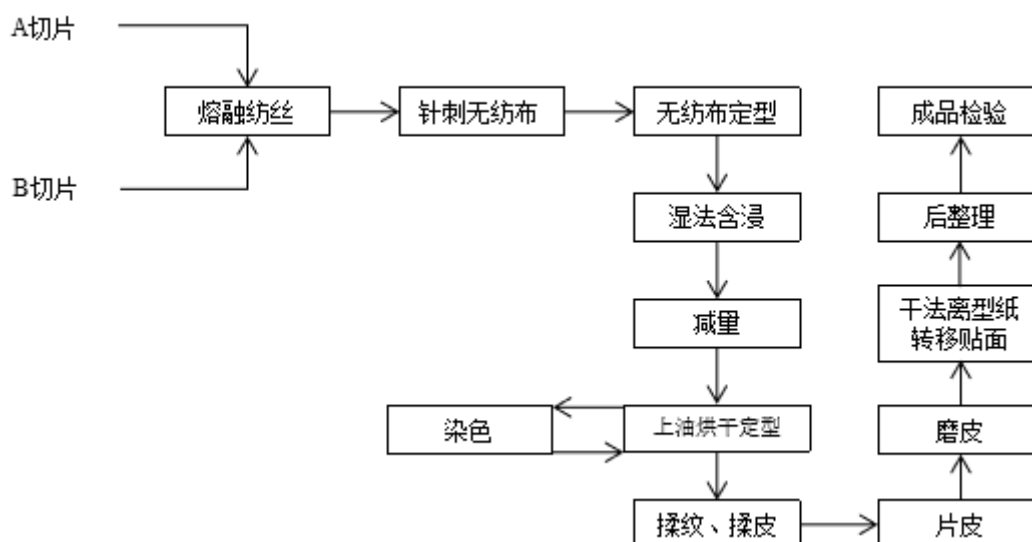 A切片
熔融纺丝
针刺无纺布
无纺布定型
成品检验
B切片
湿法含浸
后整理
减量
干法离型纸
转移贴面
染色
上油烘干定型
磨皮
揉纹、揉皮
片皮